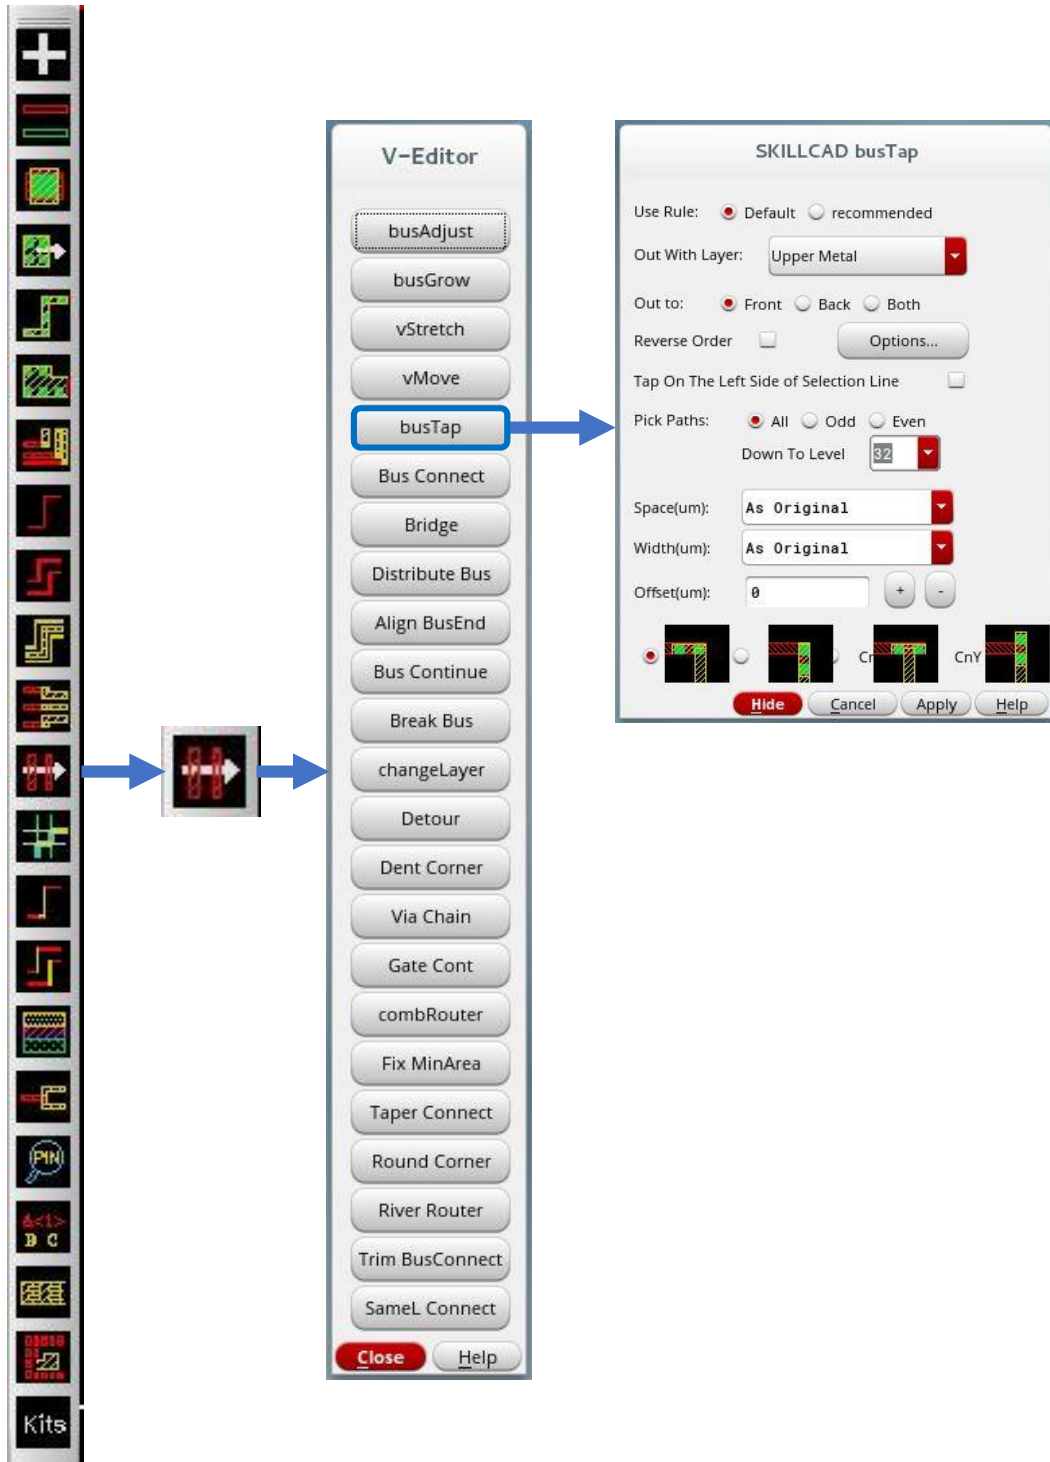 PIN
&<1>
B C
Kits
V-Editor
busAdjust
busGrow
vStretch
vMove
busTap
Bus Connect
Bridge
Distribute Bus
Align BusEnd
Bus Continue
Break Bus
changeLayer
Detour
Dent Corner
Via Chain
Gate Cont
combRouter
Fix MinArea
Taper Connect
Round Corner
River Router
Trim BusConnect
SameL Connect
Close Help
SKILLCAD busTap
Use Rule: Default recommended
Out With Layer: Upper Metal
Out to: Front Back Both
Reverse Order Options...
Tap On The Left Side of Selection Line
Pick Paths: All Odd Even
Down To Level 32
Space(um): As Original
Width(um): As Original
Offset(um): 0 + -
CnY
Hide Cancel Apply Help